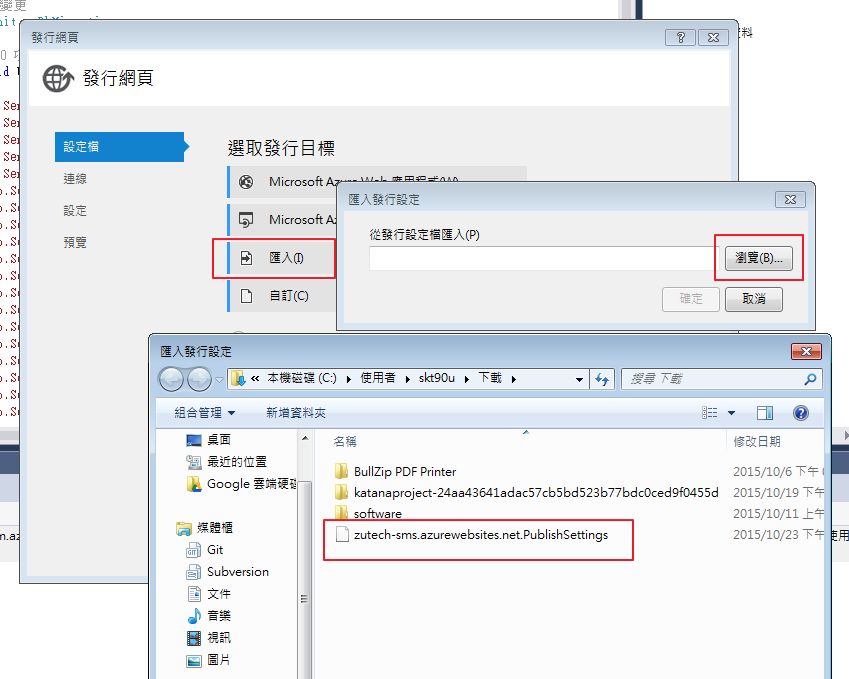 變更
發行網頁
資料
發行網頁
設定檔
連線
設定
預覽
選取發行目標
Microsoft Azure Web 應用程式(W)
Microsoft Az
匯入(I)
自訂(C)
匯入發行設定
從發行設定檔匯入(P)
瀏覽(B)...
確定
取消
匯入發行設定
« 本機磁碟 (C:) ▸ 使用者 ▸ skt90u ▸ 下載 ▸
搜尋 下載
組合管理
新增資料夾
名稱
修改日期
桌面
最近的位置
Google 雲端硬碟
媒體櫃
Git
Subversion
文件
音樂
視訊
圖片
BullZip PDF Printer
2015/10/6 下午
katanaproject-24aa43641adac57cb5bd523b77bdc0ced9f0455d
2015/10/19 下午
software
2015/10/11 上午
zutech-sms.azurewebsites.net.PublishSettings
2015/10/23 下午
使用